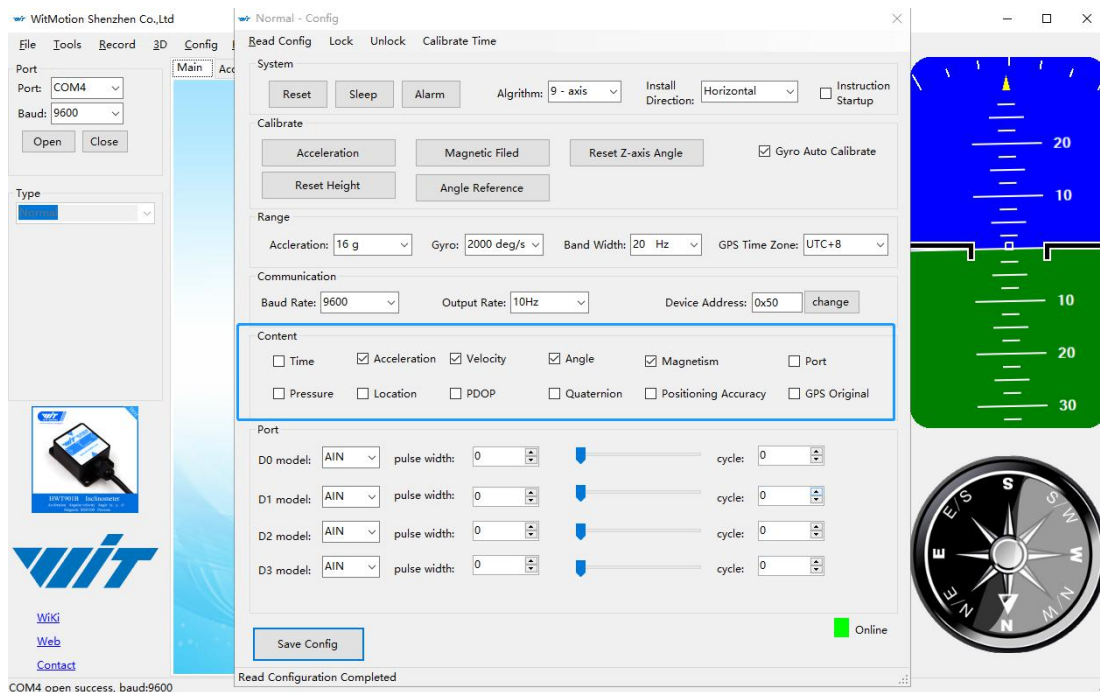 WitMotion Shenzhen Co.,Ltd
File Tools Record 3D Config
Port
Port: COM4
Baud: 9600
Open Close
Type
Normal
WIT
HWT901B Inclinometer
WIT
WiKi
Web
Contact
COM4 open success, baud:9600
Main Acc
Normal - Config
Read Config Lock Unlock Calibrate Time
System
Reset Sleep Alarm Algrithm: 9 - axis Install Direction: Horizontal Instruction Startup
Calibrate
Acceleration Magnetic Filed Reset Z-axis Angle Gyro Auto Calibrate
Reset Height Angle Reference
Range
Accleration: 16 g Gyro: 2000 deg/s Band Width: 20 Hz GPS Time Zone: UTC+8
Communication
Baud Rate: 9600 Output Rate: 10Hz Device Address: 0x50 change
Content
Time Acceleration Velocity Angle Magnetism Port
Pressure Location PDOP Quaternion Positioning Accuracy GPS Original
Port
D0 model: AIN pulse width: 0 cycle: 0
D1 model: AIN pulse width: 0 cycle: 0
D2 model: AIN pulse width: 0 cycle: 0
D3 model: AIN pulse width: 0 cycle: 0
Save Config
Online
Read Configuration Completed
20
10
10
20
30
S
S/W
W
N/W
N
W/N
E
E/S